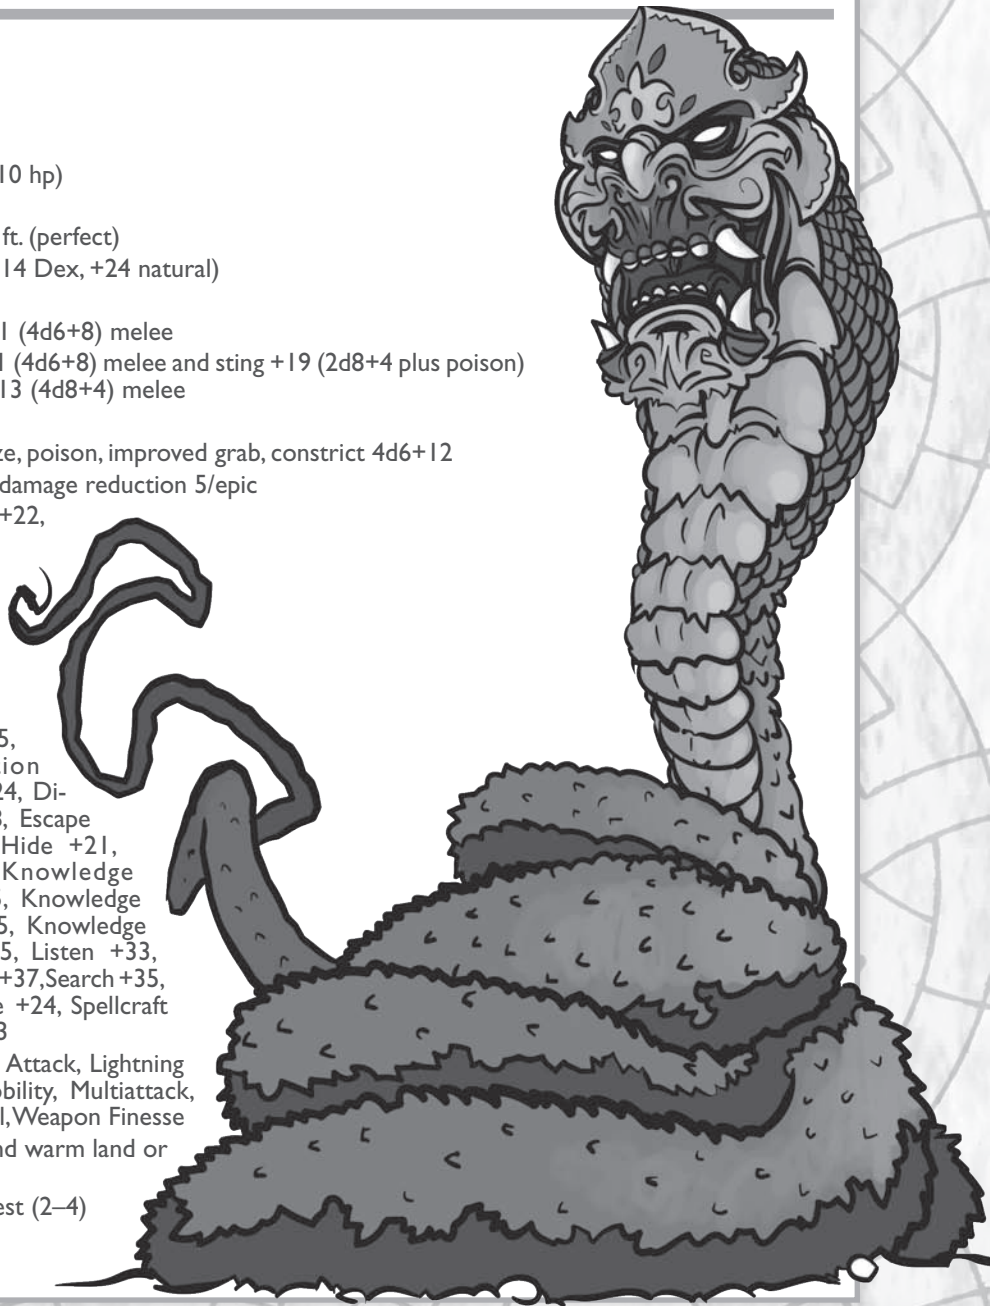 10 hp)
ft. (perfect)
14 Dex, +24 natural)
1 (4d6+8) melee
1 (4d6+8) melee and sting +19 (2d8+4 plus poison)
13 (4d8+4) melee
ze, poison, improved grab, constrict 4d6+12
damage reduction 5/epic
+22,
5,
tion
24, Di-
Escape
Hide +21,
Knowledge
Knowledge
5, Knowledge
5, Listen +33,
+37, Search +35,
+24, Spellcraft
3
Attack, Lightning
obility, Multiattack,
l, Weapon Finesse
nd warm land or
est (2–4)